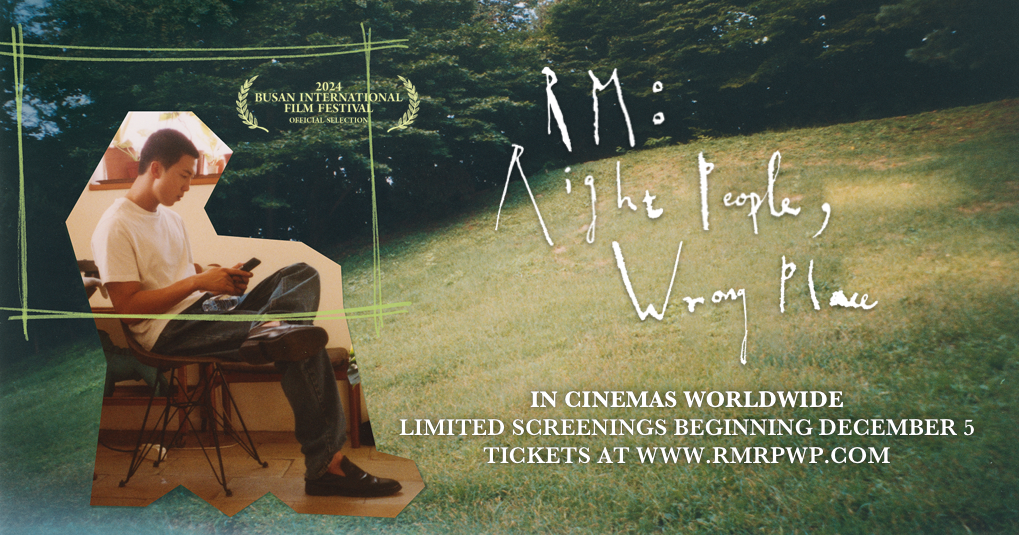 2024
BUSAN INTERNATIONAL
FILM FESTIVAL
OFFICIAL SELECTION
RM:
Right People,
Wrong Place
IN CINEMAS WORLDWIDE
LIMITED SCREENINGS BEGINNING DECEMBER 5
TICKETS AT WWW.RMRPWP.COM